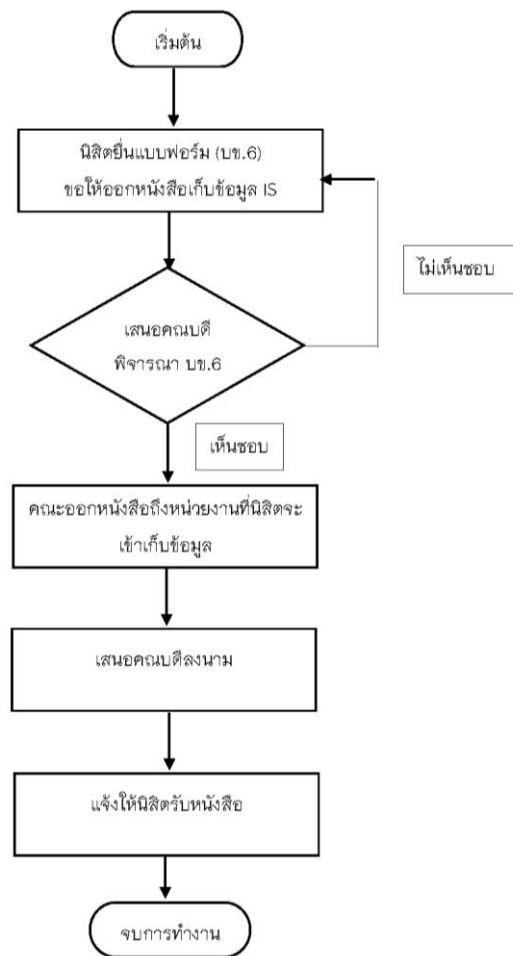 เริ่มต้น
นิสิตยื่นแบบฟอร์ม (บข.6)
ขอให้ออกหนังสือเก็บข้อมูล IS
ไม่เห็นชอบ
เสนอคณบดี
พิจารณา บข.6
เห็นชอบ
คณะออกหนังสือถึงหน่วยงานที่นิสิตจะ
เข้าเก็บข้อมูล
เสนอคณบดีลงนาม
แจ้งให้นิสิตรับหนังสือ
จบการทำงาน